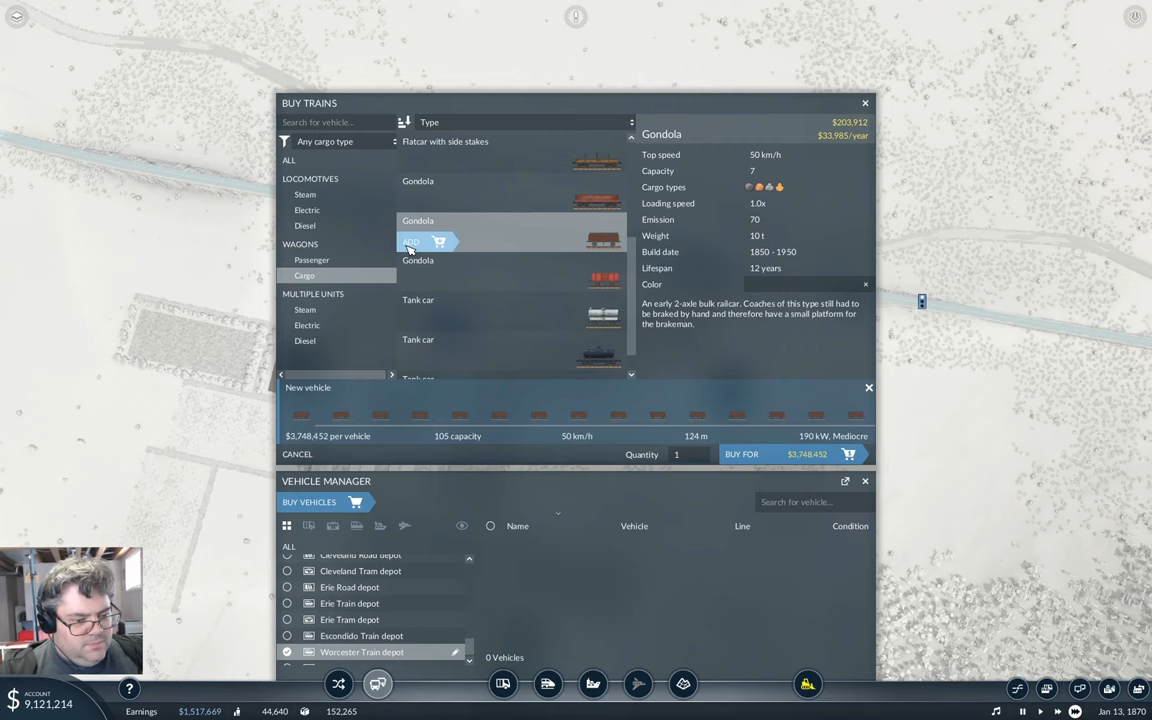 BUY TRAINS
Search for vehicle...
Type
$203,912
Gondola
$33,985/year
Any cargo type
ALL
LOCOMOTIVES
Steam
Electric
Diesel
WAGONS
Passenger
Cargo
MULTIPLE UNITS
Steam
Electric
Diesel
Flatcar with side stakes
Gondola
Gondola
ADD
Gondola
Tank car
Tank car
Tank car
Top speed 50 km/h
Capacity 7
Cargo types
Loading speed 1.0x
Emission 70
Weight 10 t
Build date 1850 - 1950
Lifespan 12 years
Color
An early 2-axle bulk railcar. Coaches of this type still had to
be braked by hand and therefore have a small platform for
the brakeman.
New vehicle
$3,748,452 per vehicle 105 capacity 50 km/h 124 m 190 kW, Mediocre
CANCEL Quantity 1 BUY FOR $3,748,452
VEHICLE MANAGER
BUY VEHICLES
Search for vehicle...
Name Vehicle Line Condition
ALL
Cleveland Road depot
Cleveland Tram depot
Erie Road depot
Erie Train depot
Erie Tram depot
Escondido Train depot
Worcester Train depot
0 Vehicles
$ ACCOUNT
9,121,214
?
Earnings $1,517,669 44,640 152,265
Jan 13, 1870